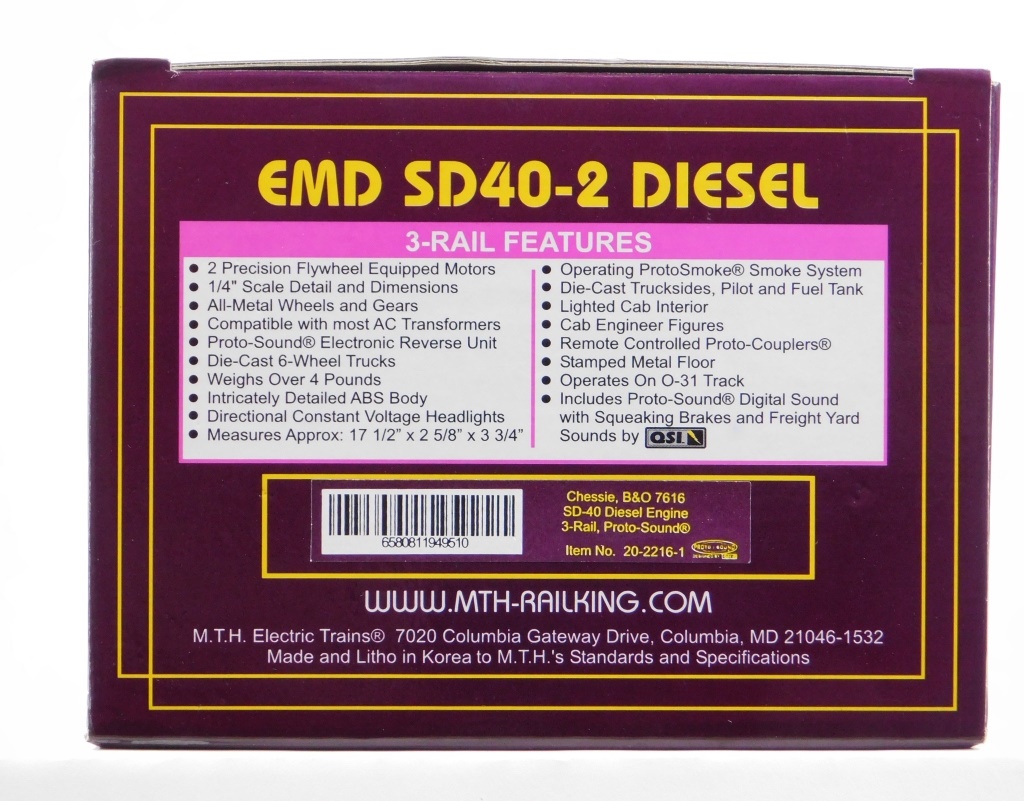 EMD SD40-2 DIESEL
3-RAIL FEATURES
● 2 Precision Flywheel Equipped Motors
● 1/4" Scale Detail and Dimensions
● All-Metal Wheels and Gears
● Compatible with most AC Transformers
● Proto-Sound® Electronic Reverse Unit
● Die-Cast 6-Wheel Trucks
● Weighs Over 4 Pounds
● Intricately Detailed ABS Body
● Directional Constant Voltage Headlights
● Measures Approx: 17 1/2” x 2 5/8” x 3 3/4”
● Operating ProtoSmoke® Smoke System
● Die-Cast Trucksides, Pilot and Fuel Tank
● Lighted Cab Interior
● Cab Engineer Figures
● Remote Controlled Proto-Couplers®
● Stamped Metal Floor
● Operates On O-31 Track
● Includes Proto-Sound® Digital Sound
with Squeaking Brakes and Freight Yard
Sounds by QSI
6580811949510
Chessie, B&O 7616
SD-40 Diesel Engine
3-Rail, Proto-Sound®
Item No. 20-2216-1
PROTO-SOUND
WWW.MTH-RAILKING.COM
M.T.H. Electric Trains® 7020 Columbia Gateway Drive, Columbia, MD 21046-1532
Made and Litho in Korea to M.T.H.'s Standards and Specifications